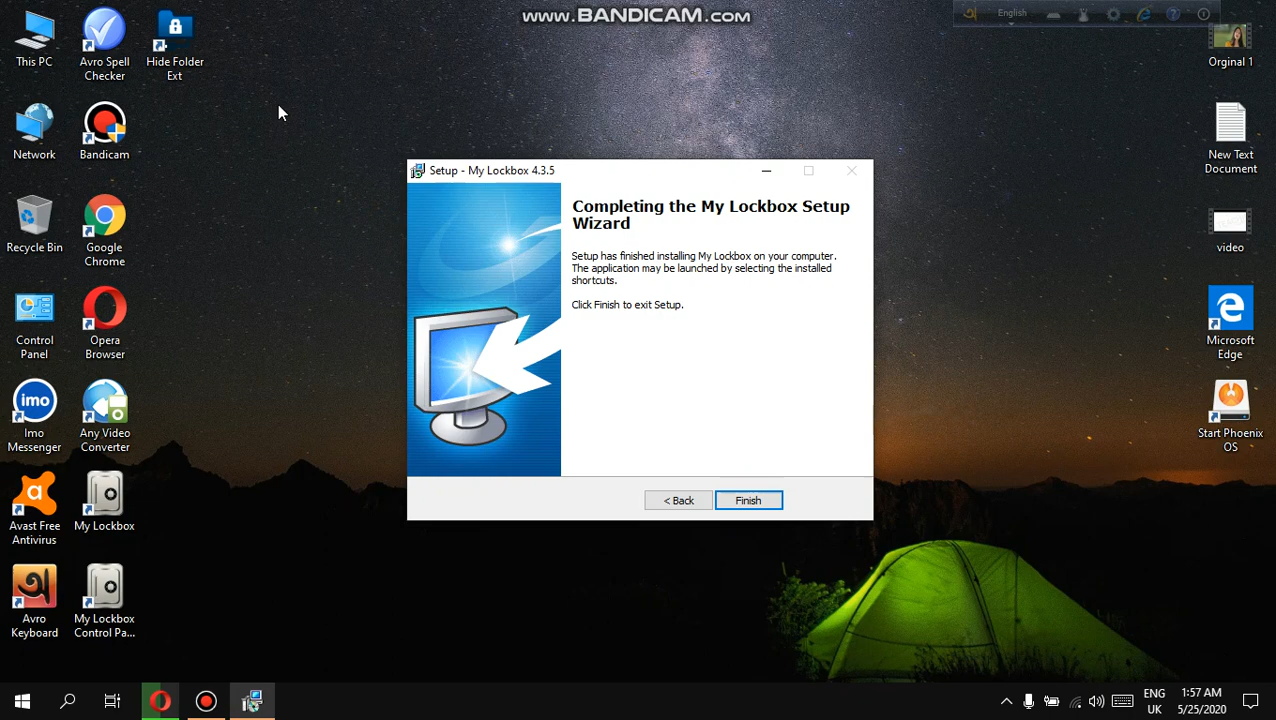 www.BANDICAM.com
English
This PC
Avro Spell
Checker
Hide Folder
Ext
Orginal 1
Network
Bandicam
New Text
Document
Recycle Bin
Google
Chrome
video
Control
Panel
Opera
Browser
Microsoft
Edge
Imo
Messenger
imo
Any Video
Converter
Start Phoenix
OS
Avast Free
Antivirus
My Lockbox
Avro
Keyboard
My Lockbox
Control Pa...
Setup - My Lockbox 4.3.5
Completing the My Lockbox Setup
Wizard
Setup has finished installing My Lockbox on your computer.
The application may be launched by selecting the installed
shortcuts.
Click Finish to exit Setup.
< Back
Finish
ENG
UK
1:57 AM
5/25/2020